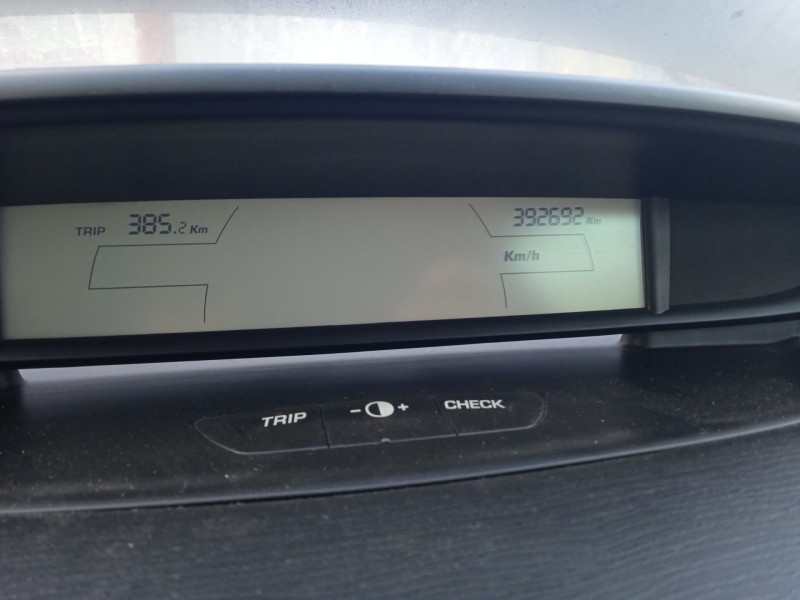 TRIP 385.2 Km 392692 Km
Km/h
TRIP - + CHECK